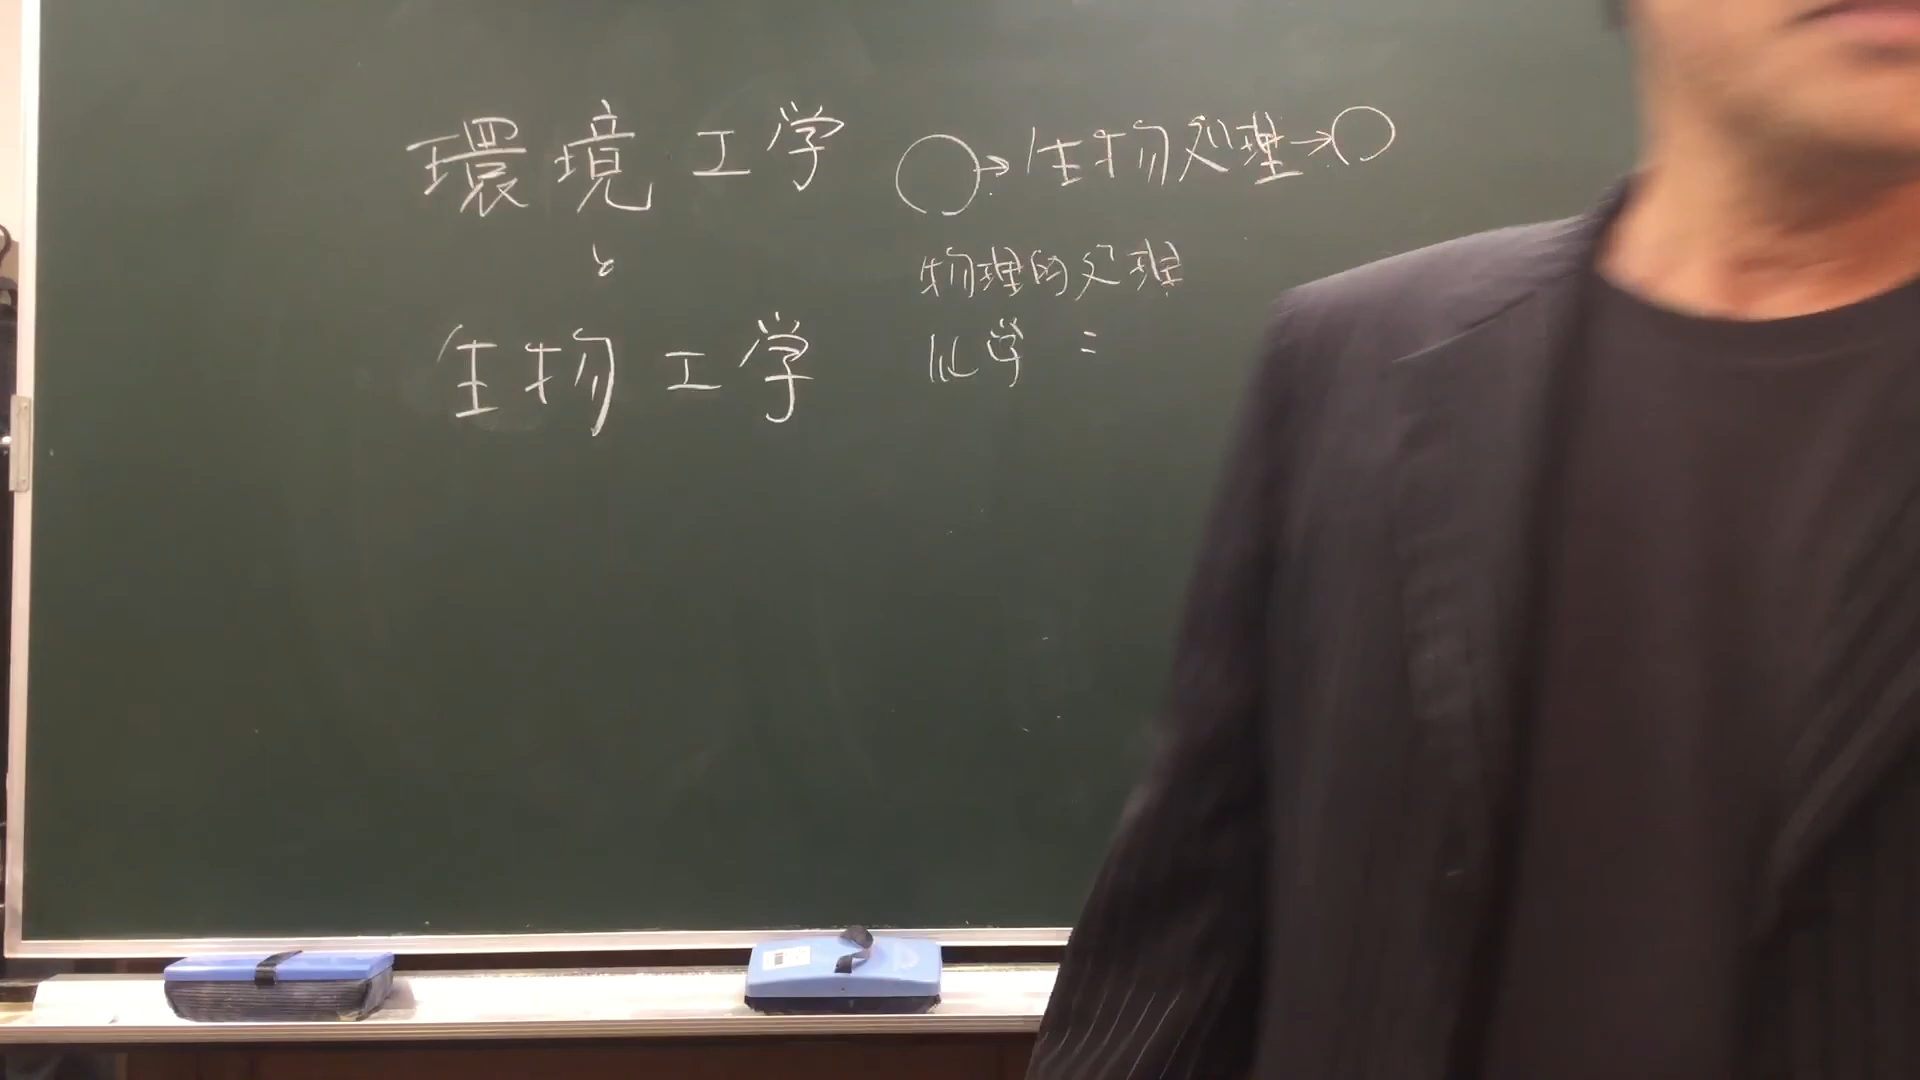 環境工学
と
生物工学
○→生物処理→○
物理的処理
化学 〃